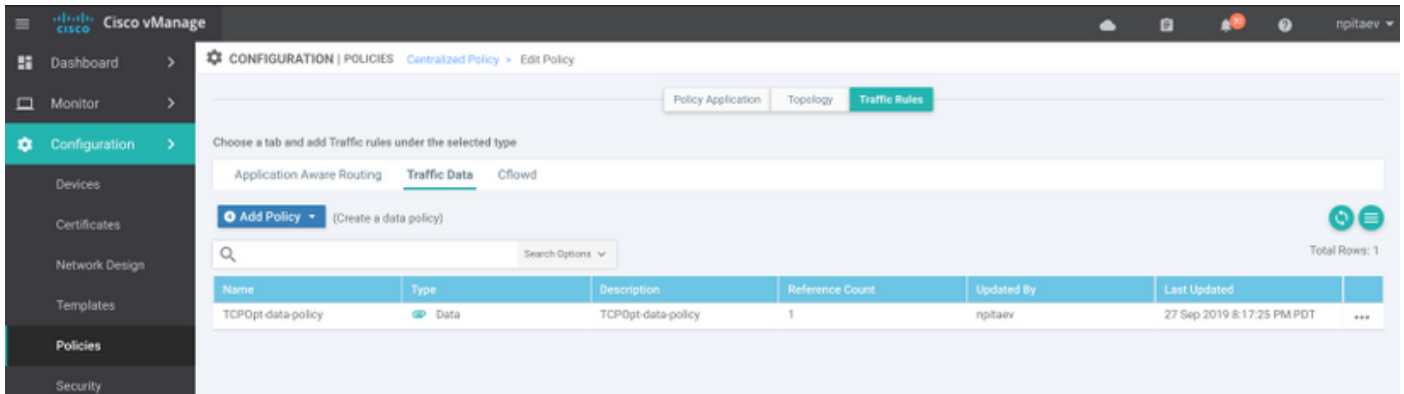 cisco Cisco vManage npitaev
Dashboard
CONFIGURATION | POLICIES Centralized Policy > Edit Policy
Monitor
Policy Application Topology Traffic Rules
Configuration
Choose a tab and add Traffic rules under the selected type
Devices
Application Aware Routing Traffic Data Cflowd
Certificates
Add Policy (Create a data policy)
Network Design
Search Options
Total Rows: 1
Templates
Name Type Description Reference Count Updated By Last Updated
TCPOpt-data-policy Data TCPOpt-data-policy 1 npitaev 27 Sep 2019 8:17:25 PM PDT
Policies
Security